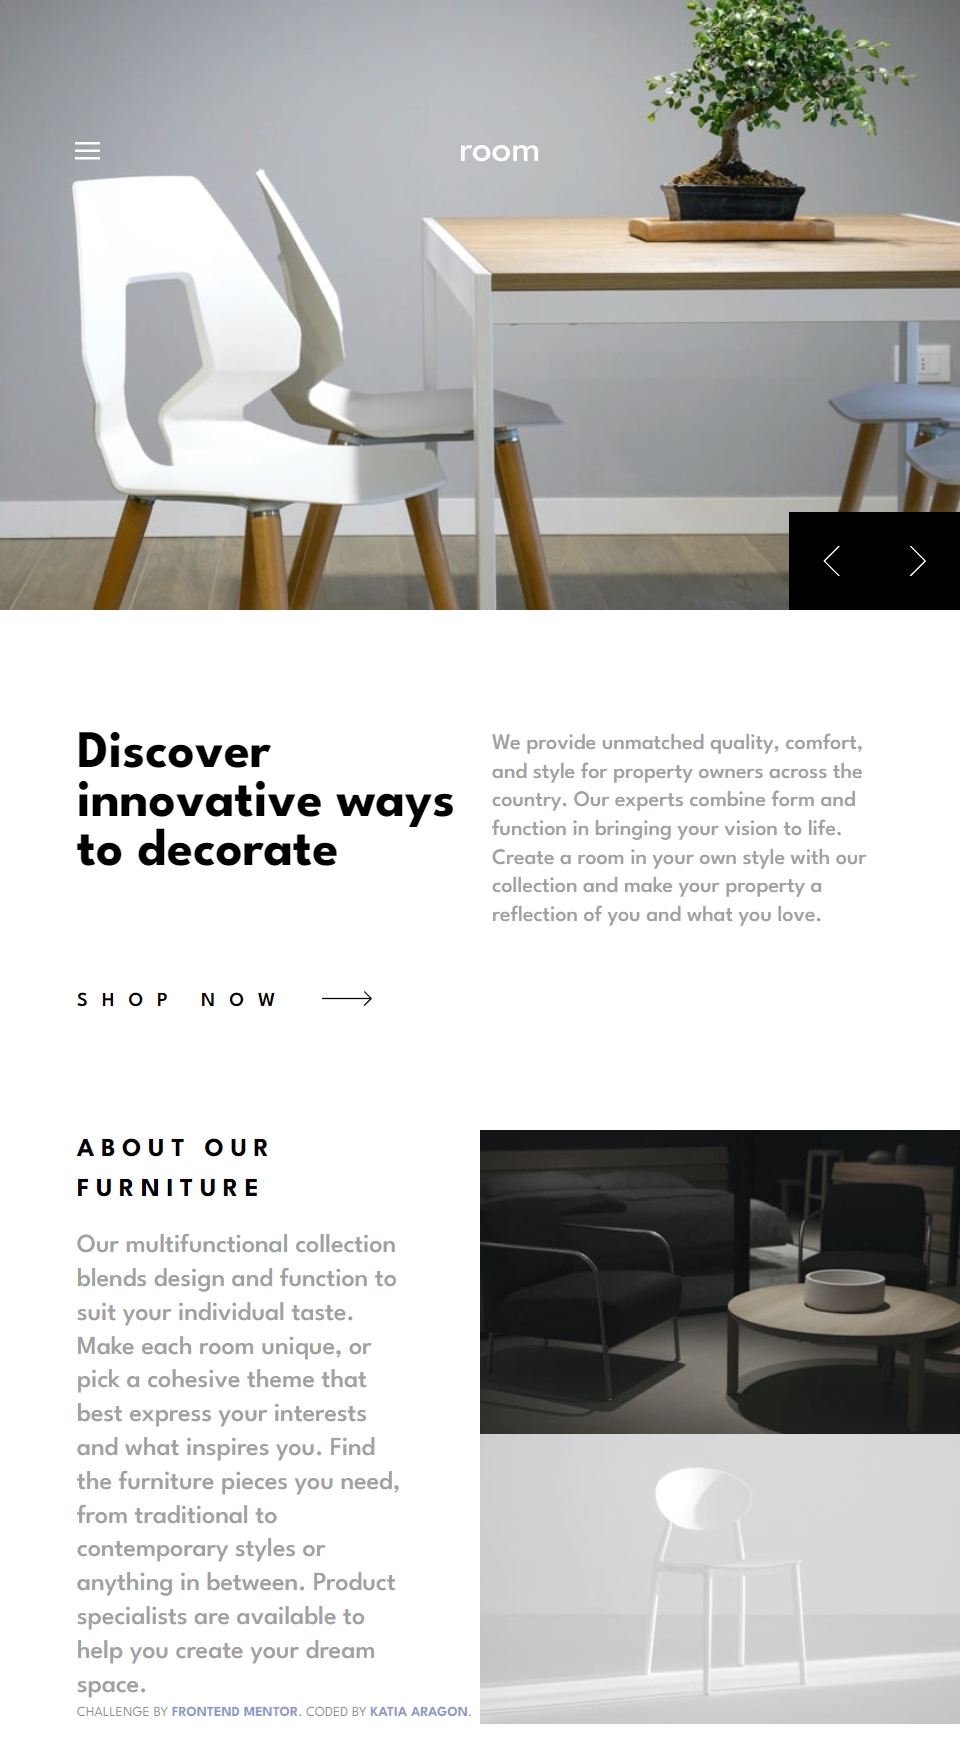 room
Discover
innovative ways
to decorate
We provide unmatched quality, comfort,
and style for property owners across the
country. Our experts combine form and
function in bringing your vision to life.
Create a room in your own style with our
collection and make your property a
reflection of you and what you love.
SHOP NOW
ABOUT OUR
FURNITURE
Our multifunctional collection
blends design and function to
suit your individual taste.
Make each room unique, or
pick a cohesive theme that
best express your interests
and what inspires you. Find
the furniture pieces you need,
from traditional to
contemporary styles or
anything in between. Product
specialists are available to
help you create your dream
space.
CHALLENGE BY FRONTEND MENTOR. CODED BY KATIA ARAGON.